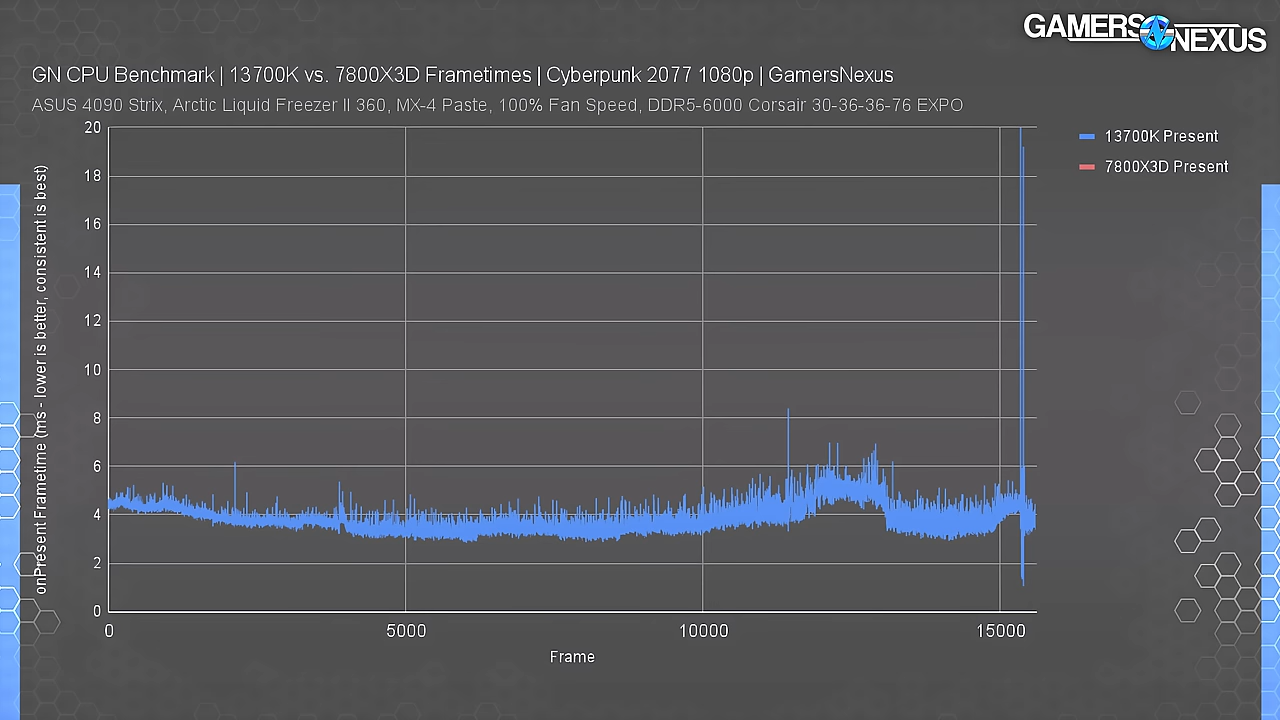 GAMERS NEXUS
GN CPU Benchmark | 13700K vs. 7800X3D Frametimes | Cyberpunk 2077 1080p | GamersNexus
ASUS 4090 Strix, Arctic Liquid Freezer II 360, MX-4 Paste, 100% Fan Speed, DDR5-6000 Corsair 30-36-36-76 EXPO
13700K Present
7800X3D Present
onPresent Frametime (ms - lower is better, consistent is best)
20
18
16
14
12
10
8
6
4
2
0
0 5000 10000 15000
Frame